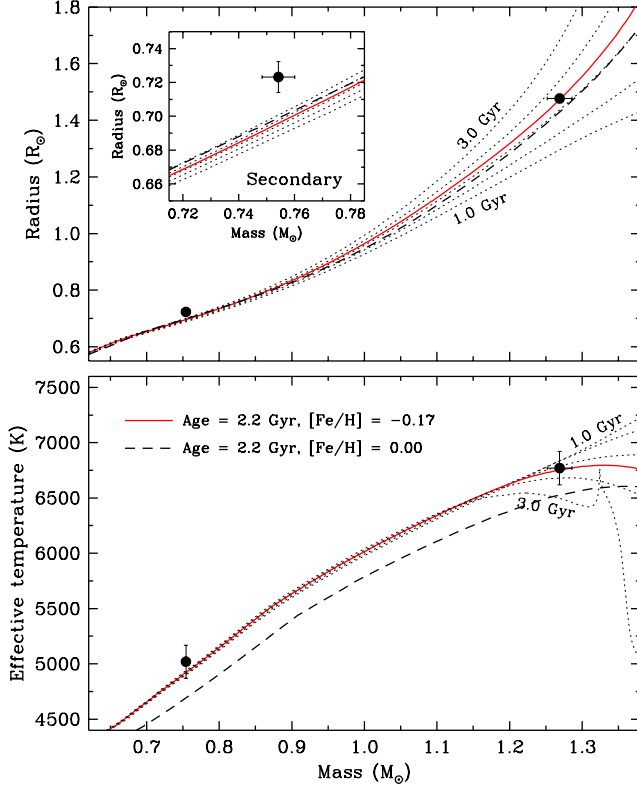 1.8
1.6
1.4
1.2
1.0
0.8
0.6
Radius (R⊙)
0.74
0.72
0.70
0.68
0.66
Radius (R⊙)
Secondary
0.72 0.74 0.76 0.78
Mass (M⊙)
3.0 Gyr
1.0 Gyr
7500
7000
6500
6000
5500
5000
4500
Effective temperature (K)
Age = 2.2 Gyr, [Fe/H] = −0.17
Age = 2.2 Gyr, [Fe/H] = 0.00
1.0 Gyr
3.0 Gyr
0.7 0.8 0.9 1.0 1.1 1.2 1.3
Mass (M⊙)